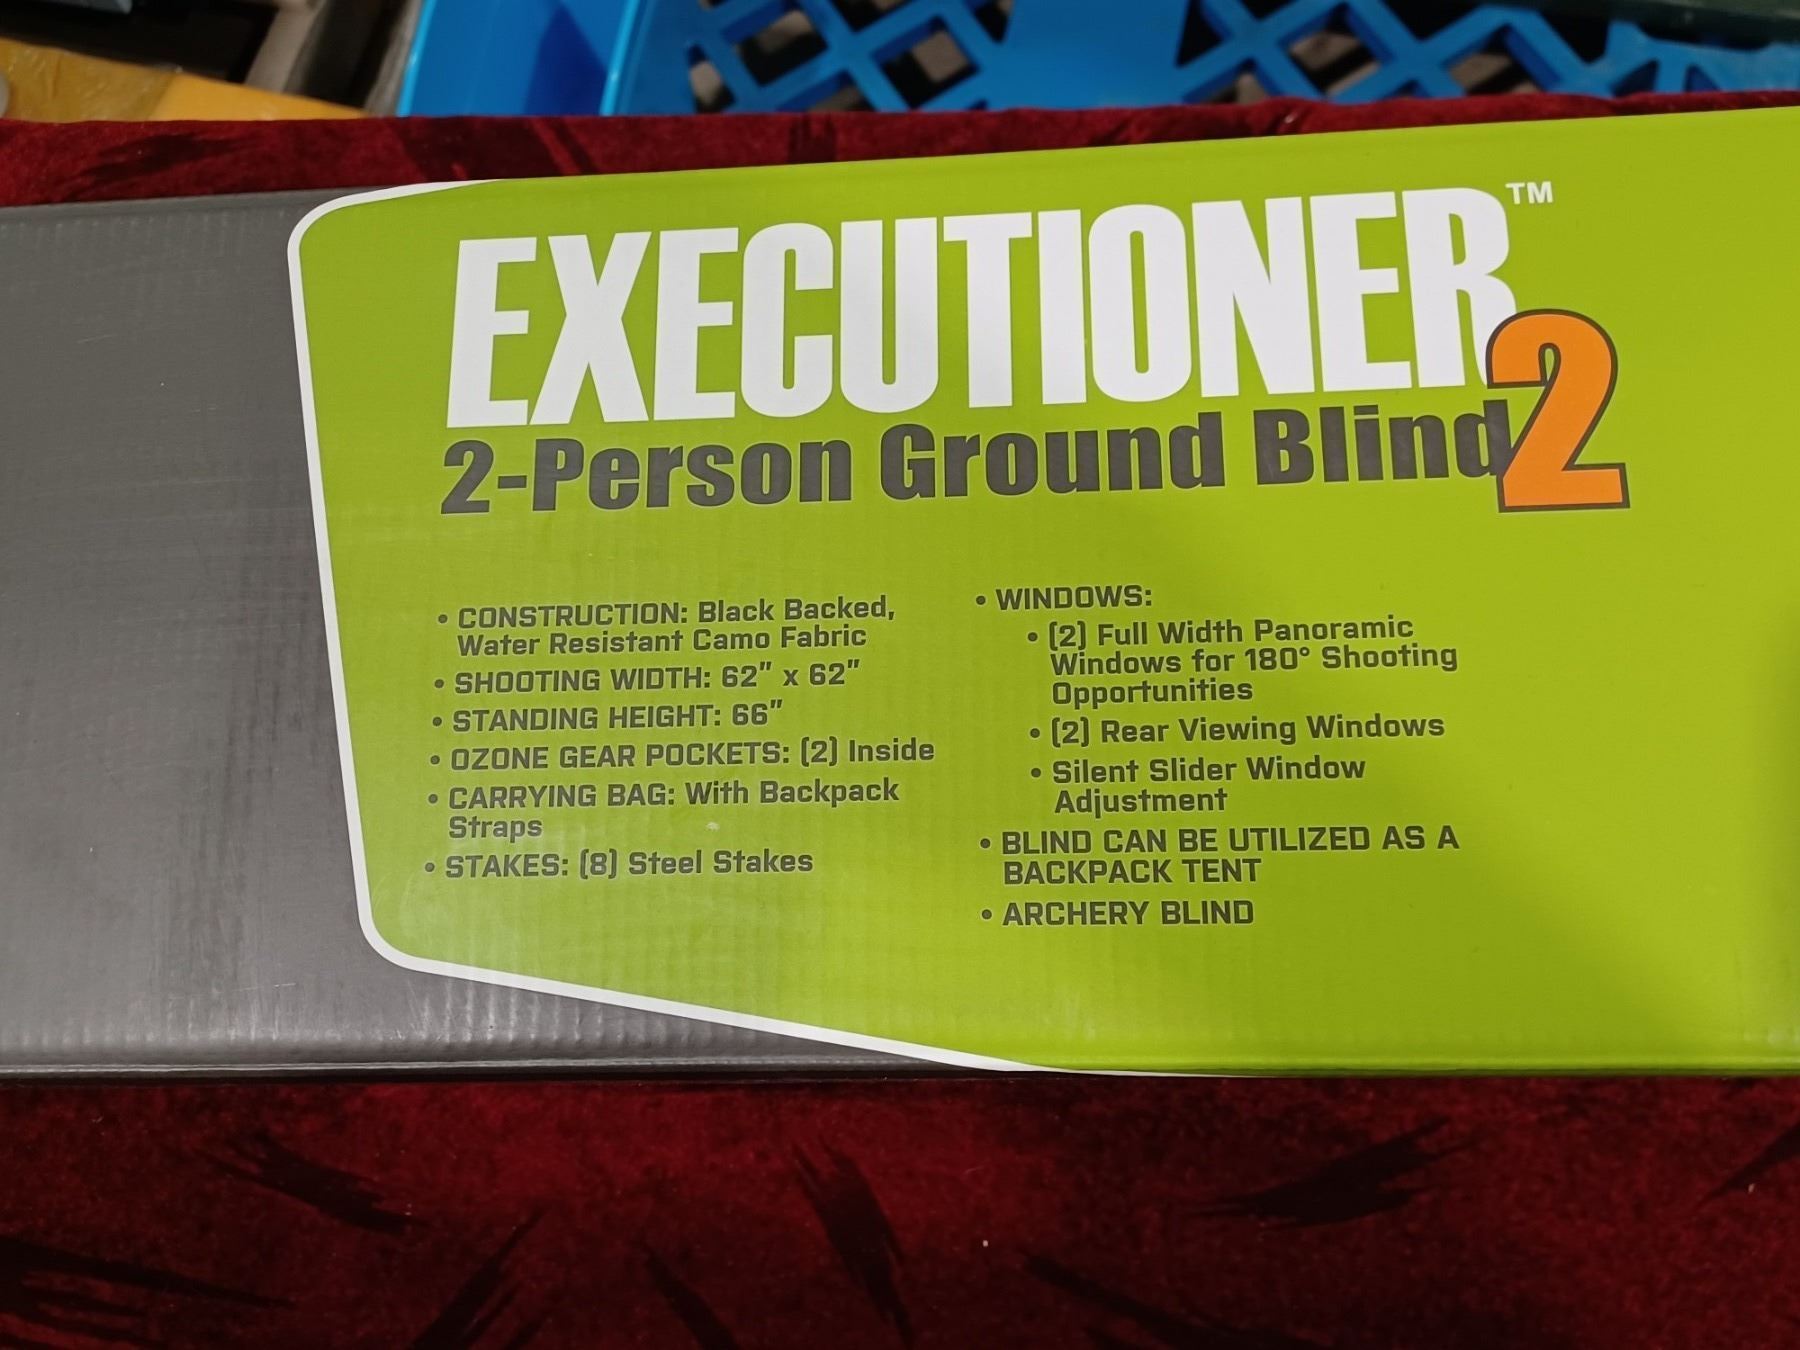 EXECUTIONER™
2
2-Person Ground Blind
• CONSTRUCTION: Black Backed,
Water Resistant Camo Fabric
• SHOOTING WIDTH: 62" x 62"
• STANDING HEIGHT: 66"
• OZONE GEAR POCKETS: (2) Inside
• CARRYING BAG: With Backpack
Straps
• STAKES: (8) Steel Stakes
• WINDOWS:
• (2) Full Width Panoramic
Windows for 180° Shooting
Opportunities
• (2) Rear Viewing Windows
• Silent Slider Window
Adjustment
• BLIND CAN BE UTILIZED AS A
BACKPACK TENT
• ARCHERY BLIND